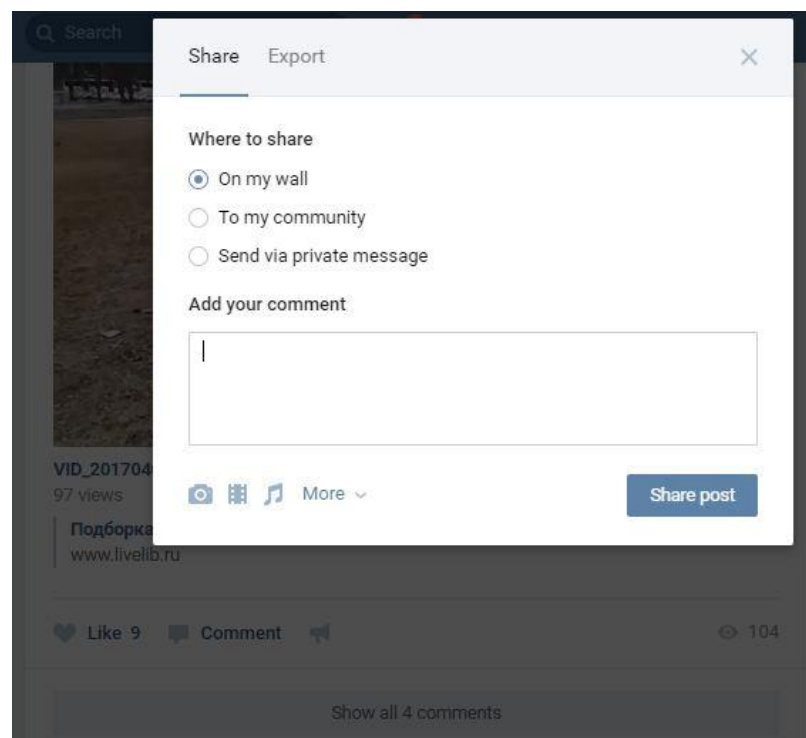 Search
Share Export
Where to share
On my wall
To my community
Send via private message
Add your comment
VID_201704
97 views
More
Share post
Подборка
www.livelib.ru
Like 9 Comment 104
Show all 4 comments